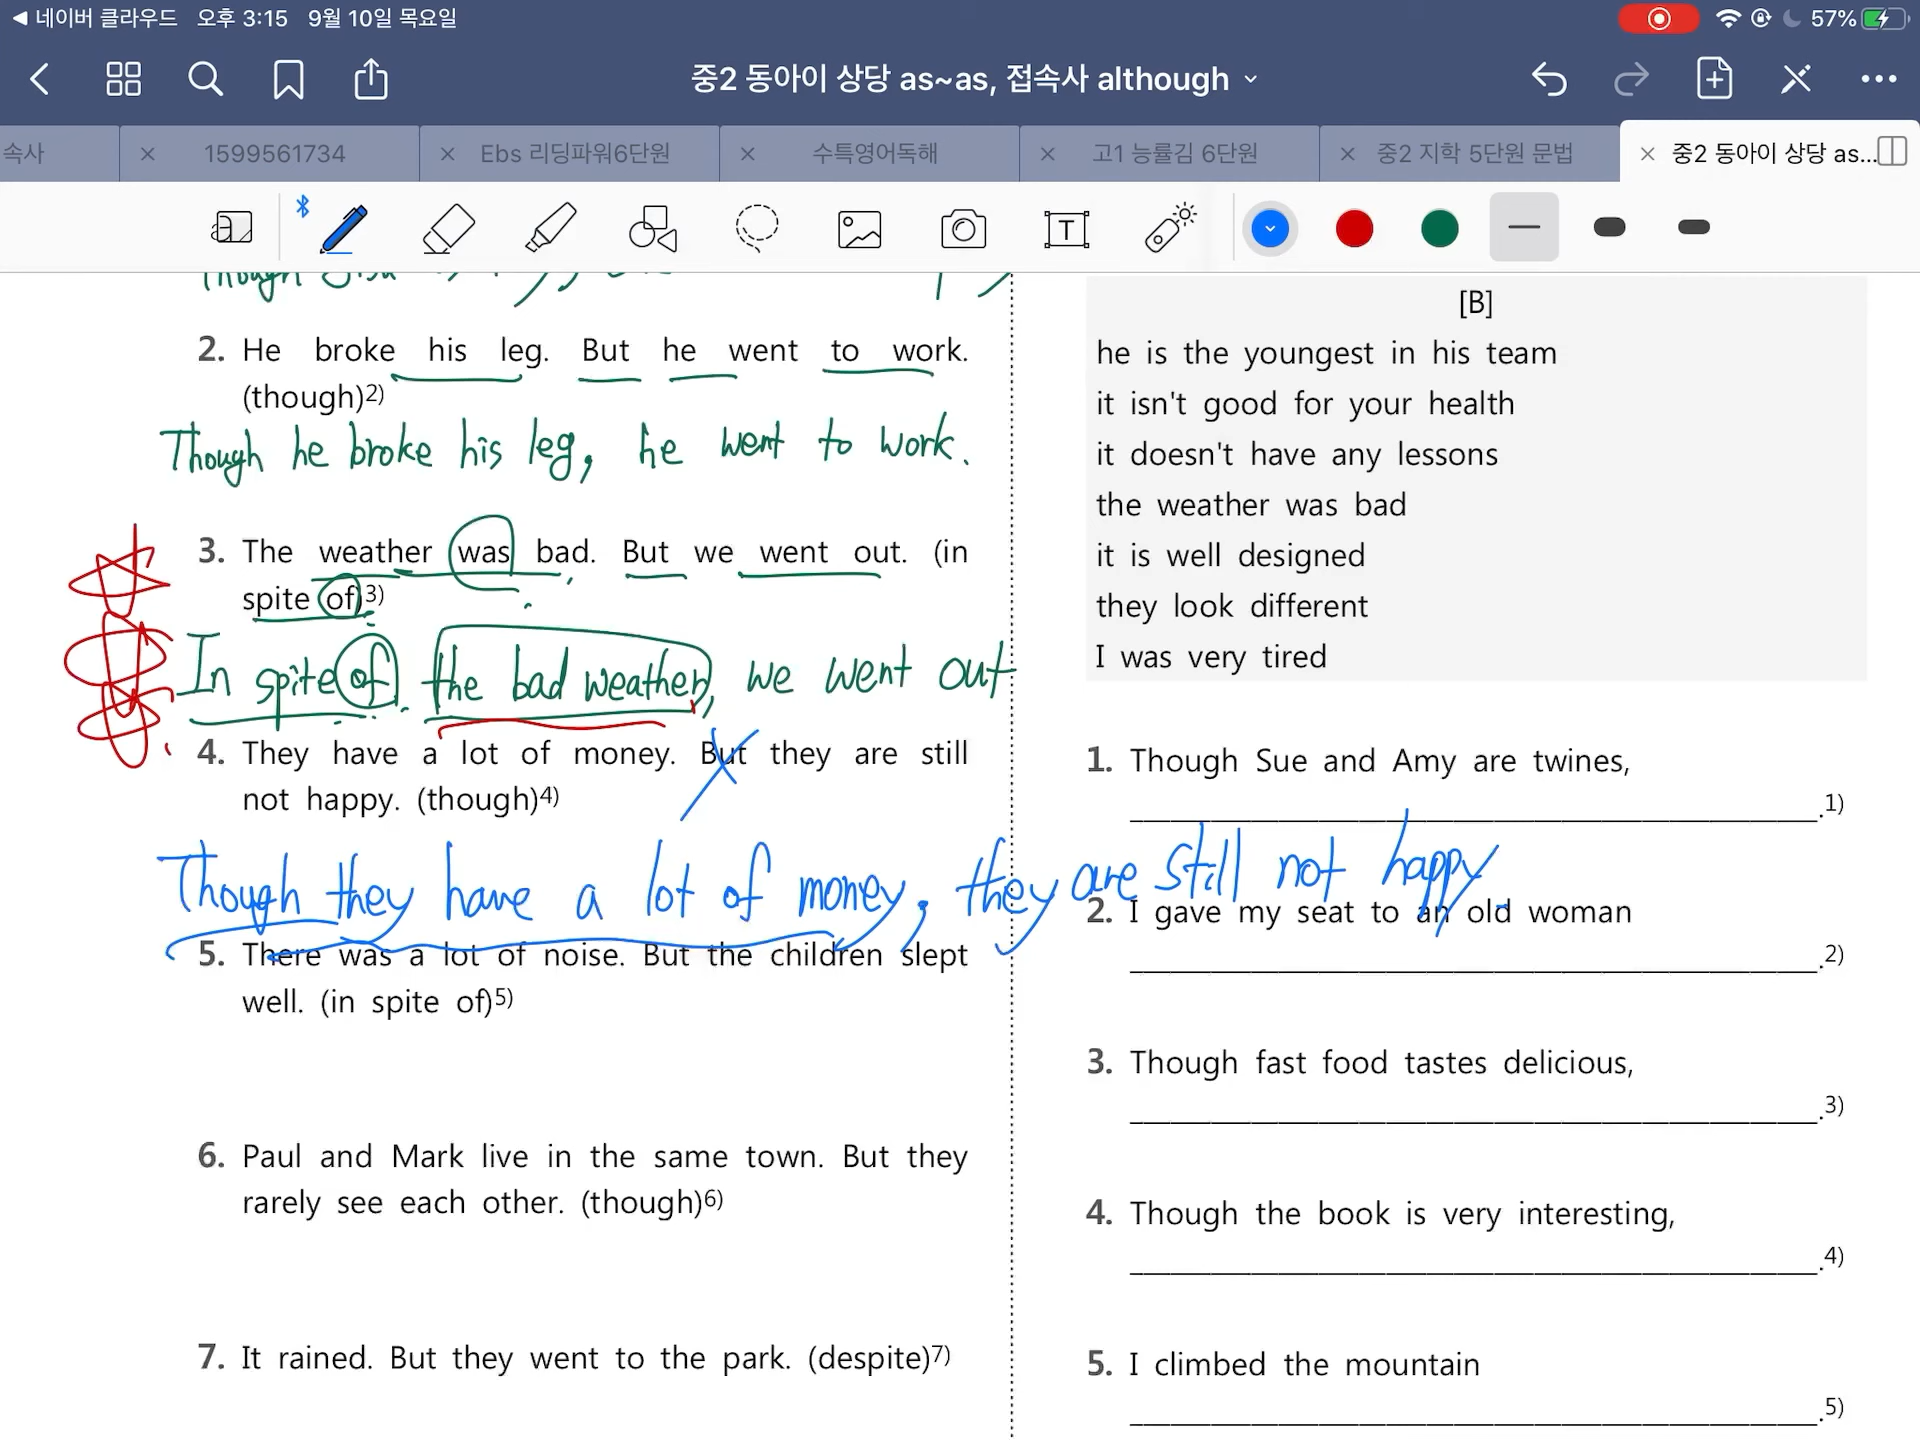 ◀ 네이버 클라우드 오후 3:15 9월 10일 목요일
57%
중2 동아이 상당 as~as, 접속사 although
속사
1599561734
Ebs 리딩파워6단원
수특영어독해
고1 능률김 6단원
중2 지학 5단원 문법
중2 동아이 상당 as...
T
Though
2. He broke his leg. But he went to work.
(though)2)
Though he broke his leg, he went to work.
3. The weather was bad. But we went out. (in
spite of)3)
In spite of the bad weather, we went out
4. They have a lot of money. But they are still
not happy. (though)4)
Though they have a lot of money, they are still not happy
5. There was a lot of noise. But the children slept
well. (in spite of)5)
6. Paul and Mark live in the same town. But they
rarely see each other. (though)6)
7. It rained. But they went to the park. (despite)7)
[B]
he is the youngest in his team
it isn't good for your health
it doesn't have any lessons
the weather was bad
it is well designed
they look different
I was very tired
1. Though Sue and Amy are twines,
.1)
2. I gave my seat to an old woman
.2)
3. Though fast food tastes delicious,
.3)
4. Though the book is very interesting,
.4)
5. I climbed the mountain
.5)